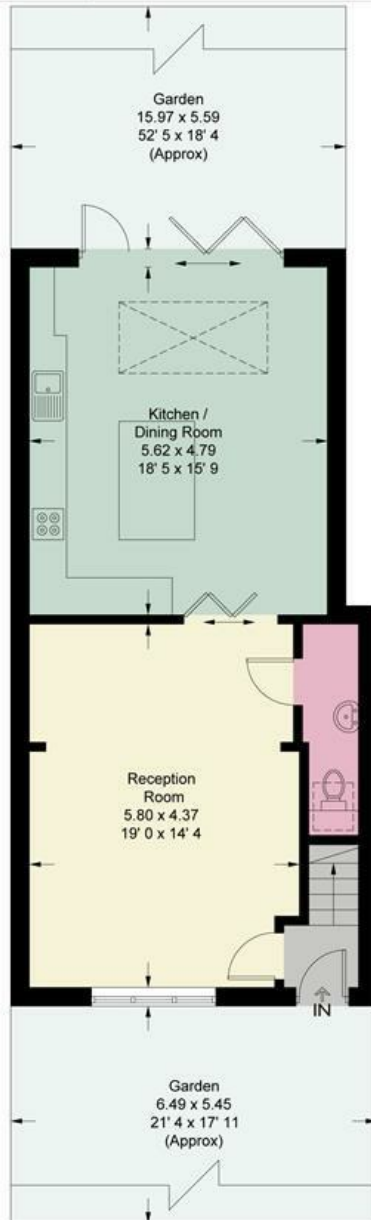 Garden
15.97 x 5.59
52' 5 x 18' 4
(Approx)
Kitchen /
Dining Room
5.62 x 4.79
18' 5 x 15' 9
Reception
Room
5.80 x 4.37
19' 0 x 14' 4
IN
Garden
6.49 x 5.45
21' 4 x 17' 11
(Approx)